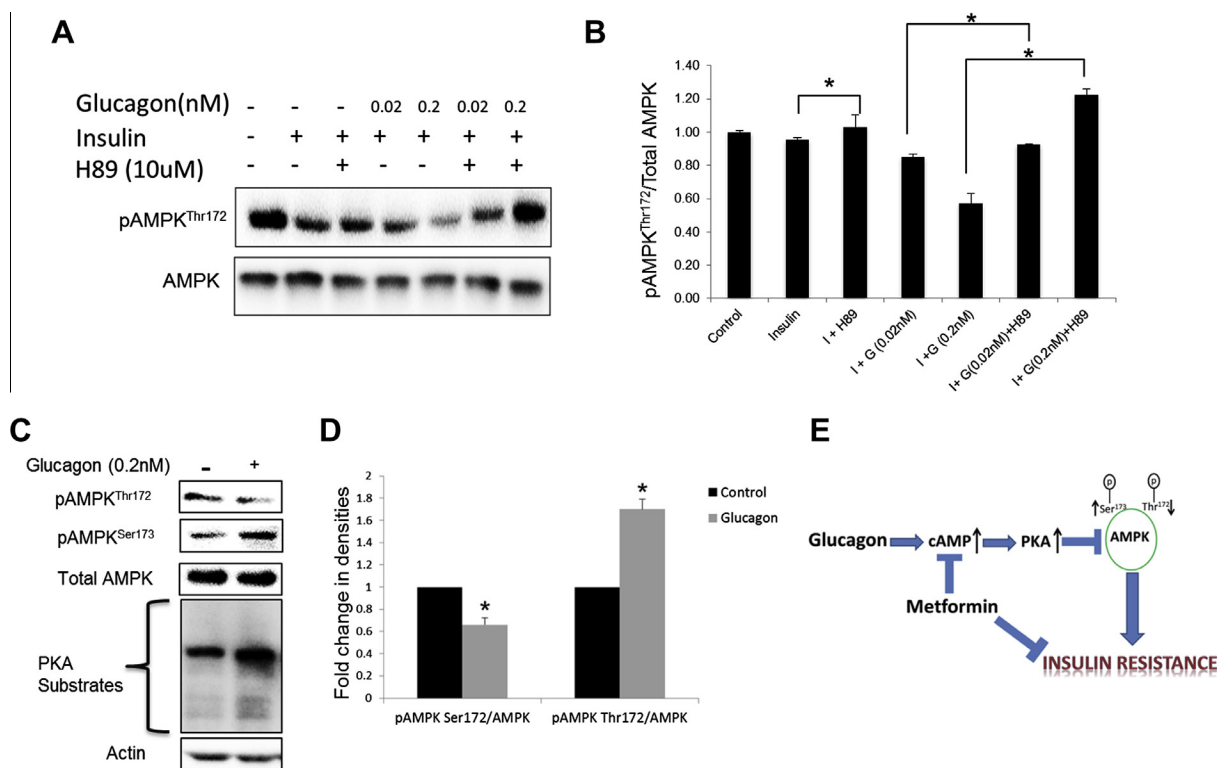 A
Glucagon(nM) - - - 0.02 0.2 0.02 0.2
Insulin - + + + + + +
H89 (10uM) - - + - - + +
pAMPKThr172
AMPK
B
pAMPKThr172/Total AMPK
1.40
1.20
1.00
0.80
0.60
0.40
0.20
0.00
* * *
Control
Insulin
I + H89
I + G (0.02nM)
I +G (0.2nM)
I+ G(0.02nM)+H89
I+ G(0.2nM)+H89
C
Glucagon (0.2nM) - +
pAMPKThr172
pAMPKSer173
Total AMPK
PKA
Substrates
Actin
D
Fold change in densities
2
1.8
1.6
1.4
1.2
1
0.8
0.6
0.4
0.2
0
* *
pAMPK Ser172/AMPK
pAMPK Thr172/AMPK
Control
Glucagon
E
P P
Ser173 Thr172
Glucagon cAMP PKA AMPK
Metformin
INSULIN RESISTANCE